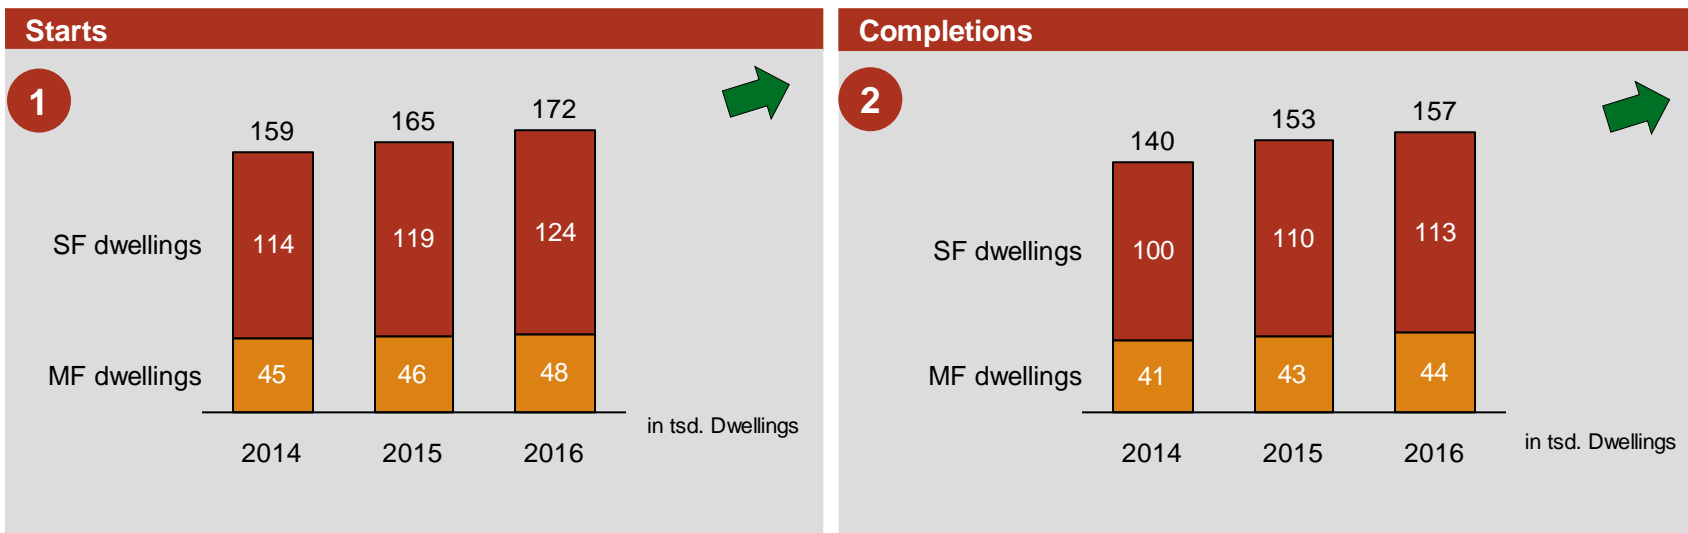 Starts
1
159 165 172
SF dwellings 114 119 124
MF dwellings 45 46 48
in tsd. Dwellings
2014 2015 2016
Completions
2
140 153 157
SF dwellings 100 110 113
MF dwellings 41 43 44
in tsd. Dwellings
2014 2015 2016